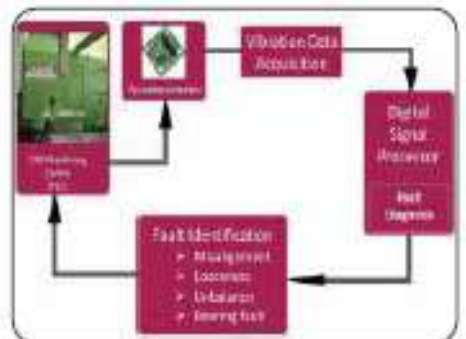 Vibration Data
Acquisition
Digital
Signal
Processor
Fault
Diagnosis
Fault Identification
➤ Misalignment
➤ Looseness
➤ Unbalance
➤ Bearing fault